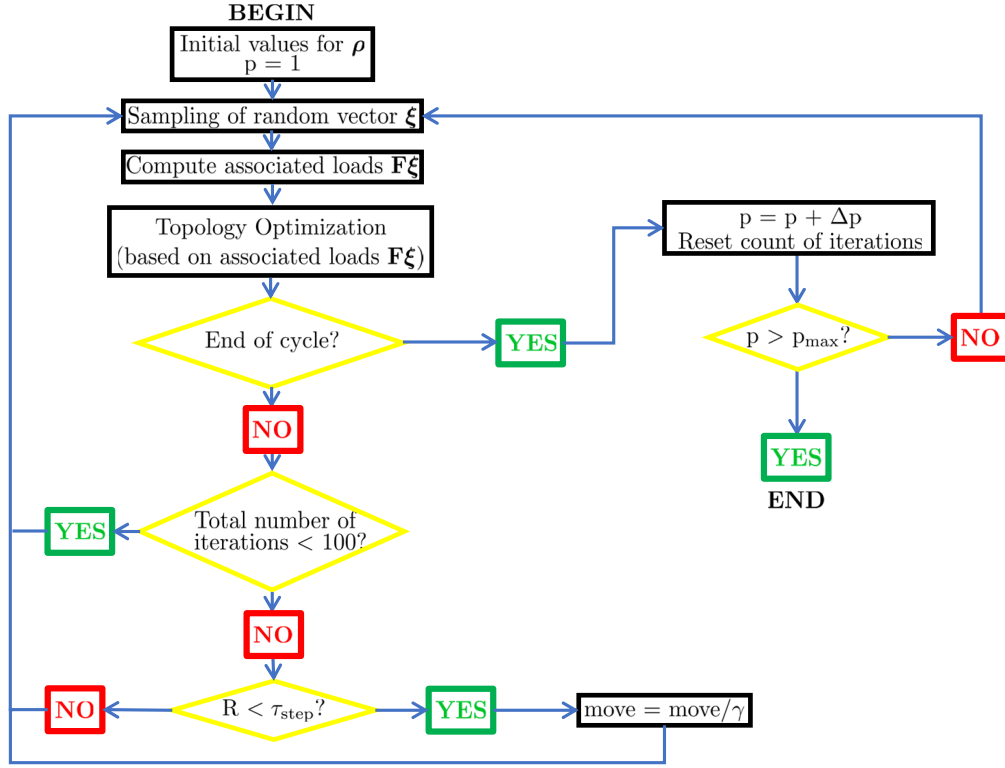 BEGIN
Initial values for ρ
p = 1
Sampling of random vector ξ
Compute associated loads Fξ
Topology Optimization
(based on associated loads Fξ)
End of cycle?
YES
p = p + Δp
Reset count of iterations
p > pmax?
NO
YES
END
NO
Total number of
iterations < 100?
YES
NO
R < τstep?
NO
YES
move = move/γ